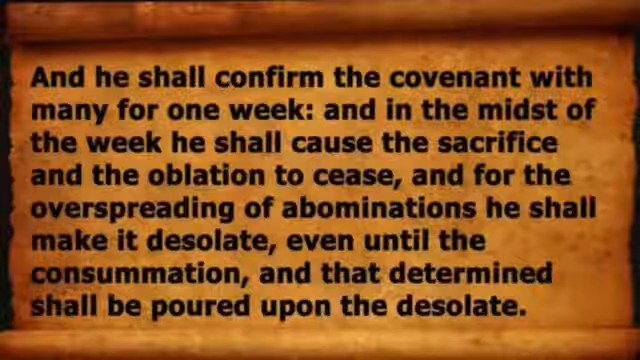 And he shall confirm the covenant with
many for one week: and in the midst of
the week he shall cause the sacrifice
and the oblation to cease, and for the
overspreading of abominations he shall
make it desolate, even until the
consummation, and that determined
shall be poured upon the desolate.